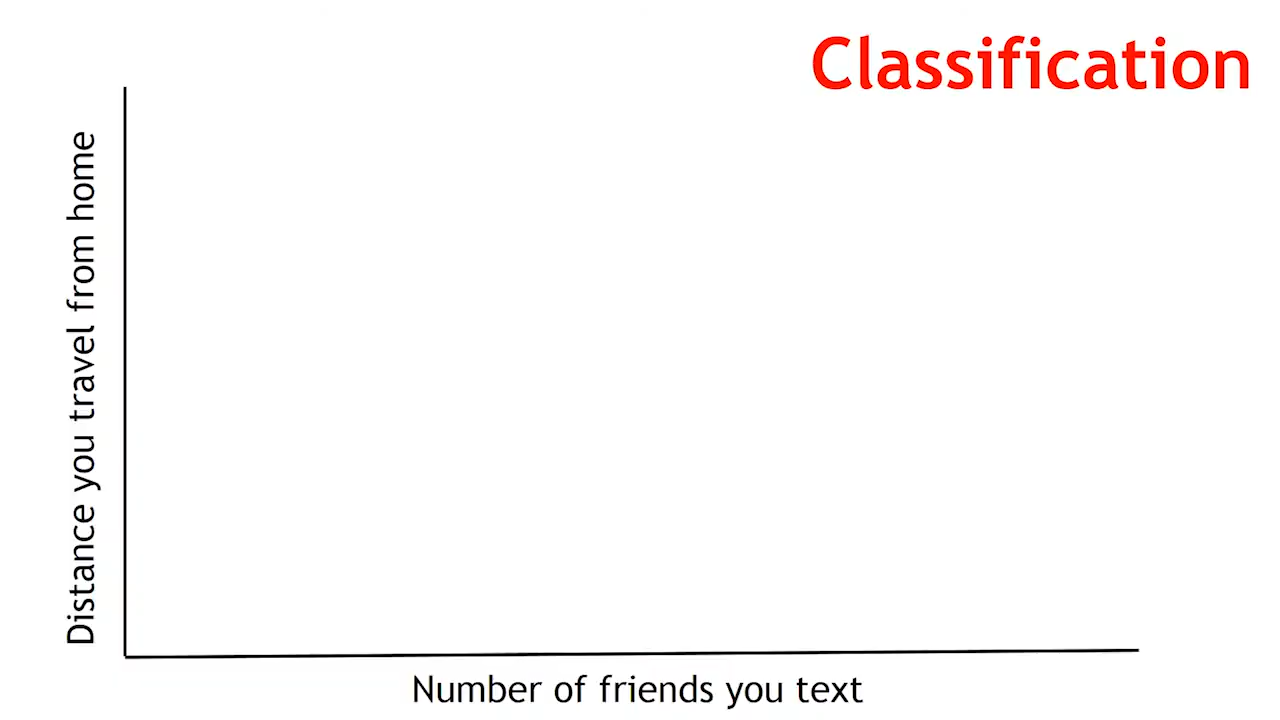 Classification
Distance you travel from home
Number of friends you text